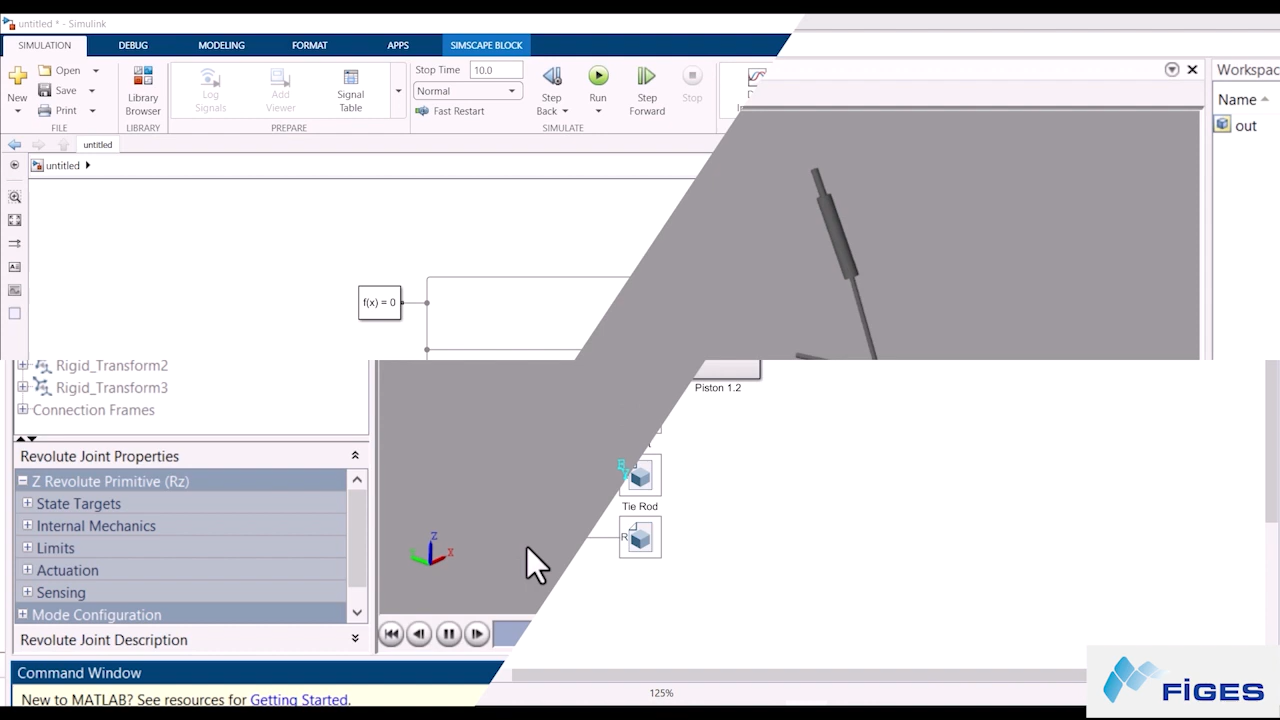 untitled * - Simulink
SIMULATION DEBUG MODELING FORMAT APPS SIMSCAPE BLOCK
New
Open
Save
Print
FILE
Library Browser
LIBRARY
Log Signals
Add Viewer
Signal Table
PREPARE
Stop Time 10.0
Normal
Fast Restart
Step Back
Run
Step Forward
Stop
SIMULATE
Workspac
Name
out
untitled
untitled
f(x) = 0
Rigid_Transform2
Rigid_Transform3
Connection Frames
Revolute Joint Properties
Z Revolute Primitive (Rz)
State Targets
Internal Mechanics
Limits
Actuation
Sensing
Mode Configuration
Revolute Joint Description
Z
X
Piston 1.2
Tie Rod
R
Command Window
New to MATLAB? See resources for Getting Started.
125%
FiGES